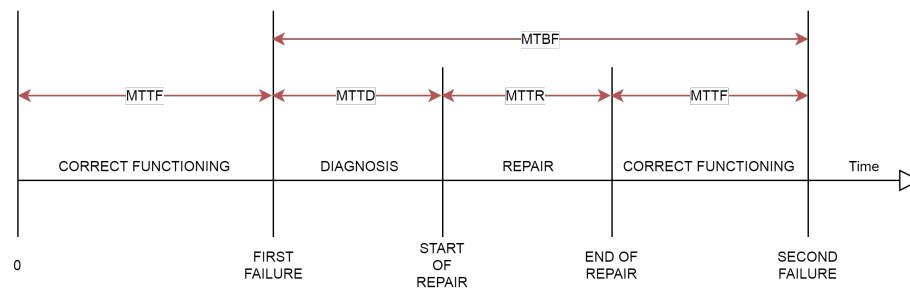 MTBF
MTTF
MTTD
MTTR
MTTF
CORRECT FUNCTIONING
DIAGNOSIS
REPAIR
CORRECT FUNCTIONING
Time
0
FIRST
FAILURE
START
OF
REPAIR
END OF
REPAIR
SECOND
FAILURE